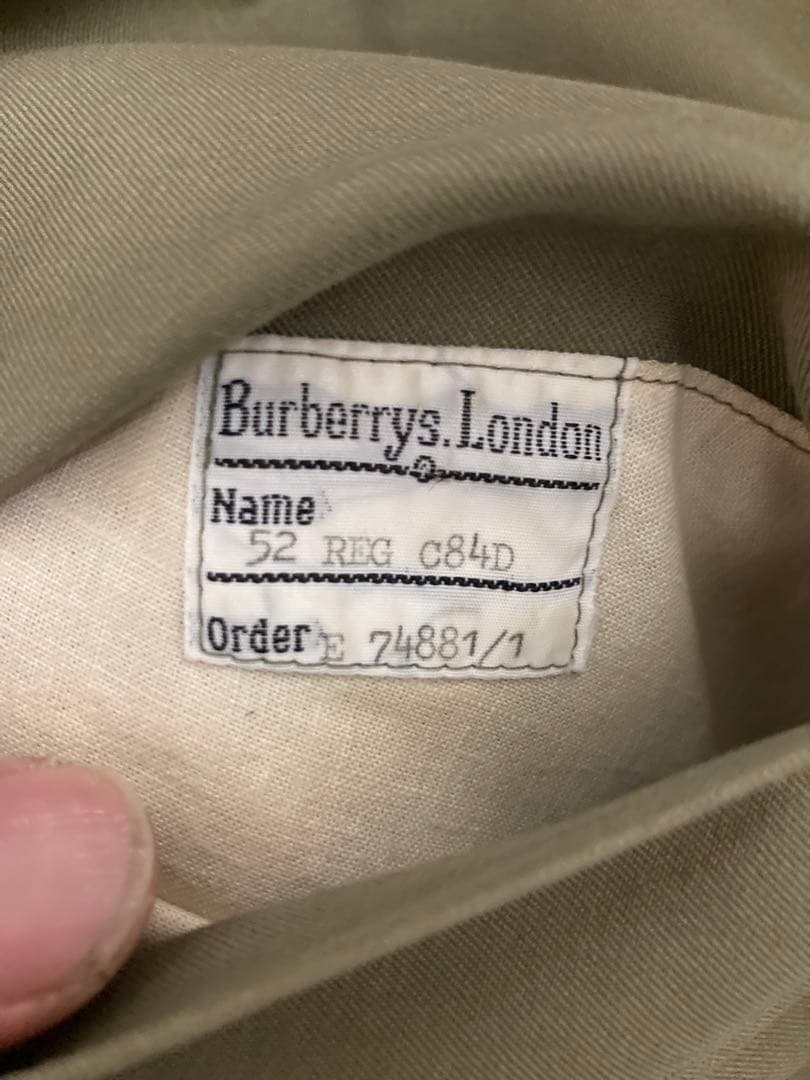 Burberrys. London
Name
52 REG C84D
Order E 74881/1